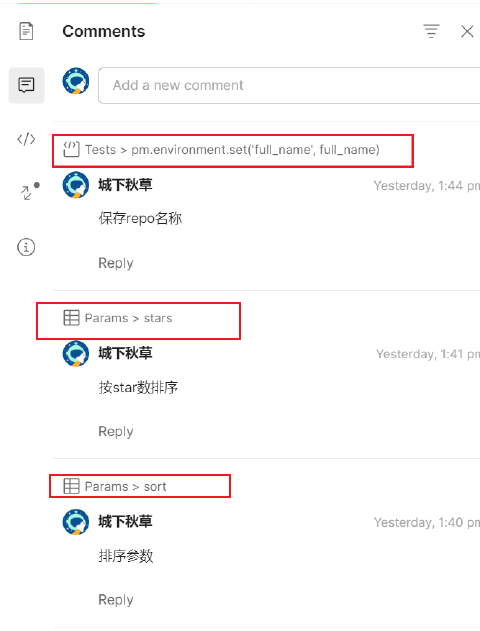 Comments
Add a new comment
Tests > pm.environment.set('full_name', full_name)
城下秋草
Yesterday, 1:44 pm
保存repo名称
Reply
Params > stars
城下秋草
Yesterday, 1:41 pm
按star数排序
Reply
Params > sort
城下秋草
Yesterday, 1:40 pm
排序参数
Reply